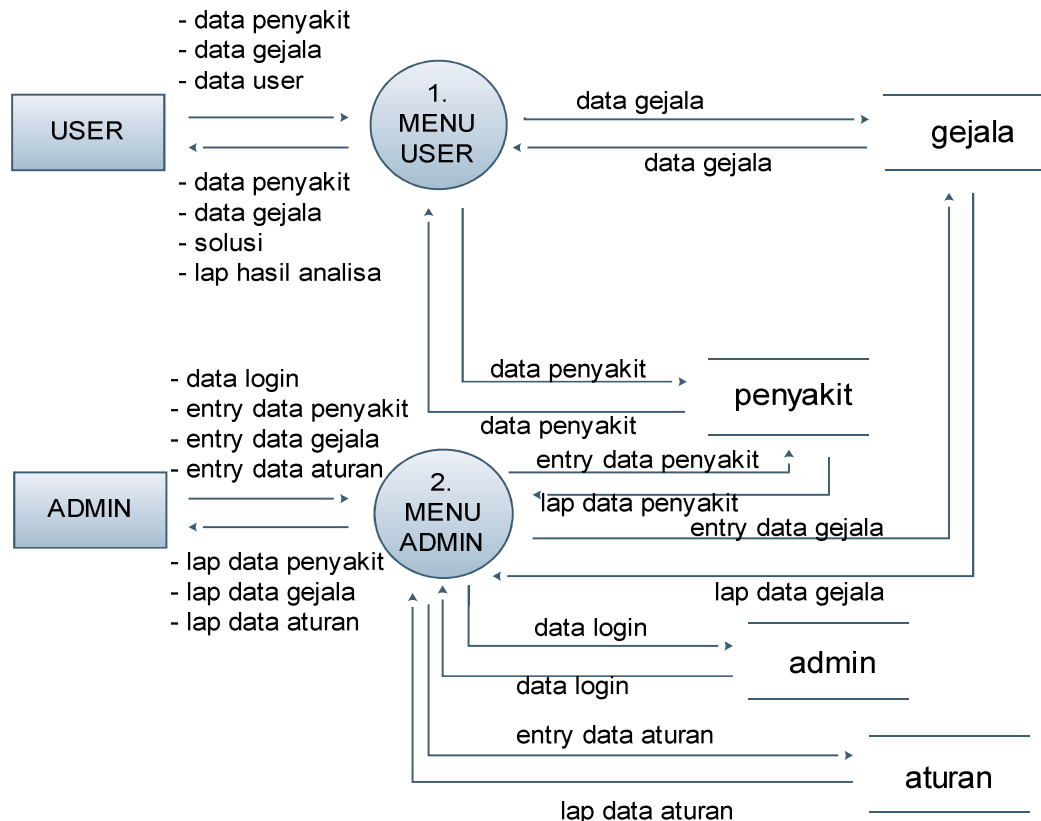 - data penyakit
- data gejala
- data user
USER
1.
MENU
USER
data gejala
data gejala
gejala
- data penyakit
- data gejala
- solusi
- lap hasil analisa
data penyakit
data penyakit
penyakit
- data login
- entry data penyakit
- entry data gejala
- entry data aturan
ADMIN
2.
MENU
ADMIN
entry data penyakit
lap data penyakit
entry data gejala
lap data gejala
- lap data penyakit
- lap data gejala
- lap data aturan
data login
data login
admin
entry data aturan
lap data aturan
aturan